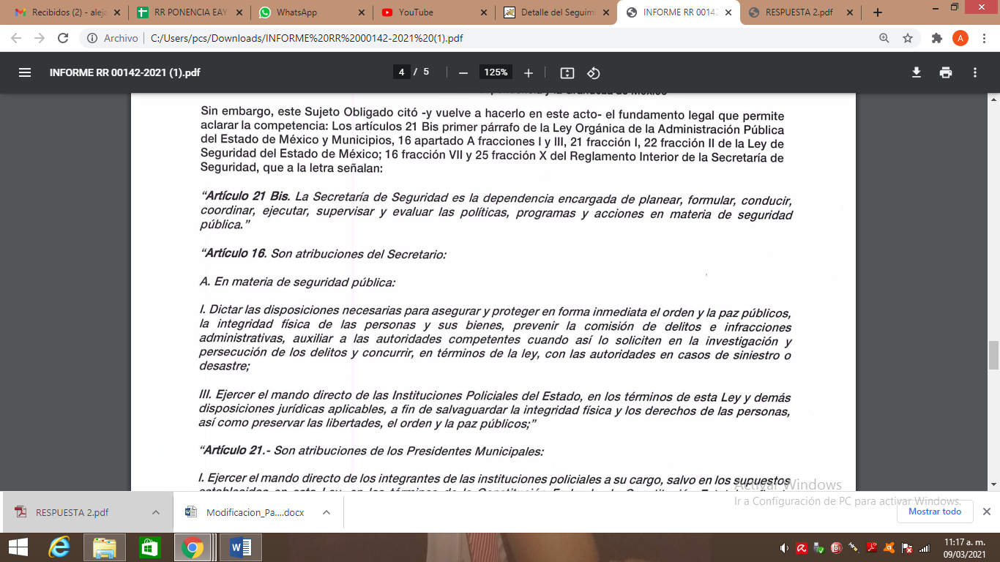 Recibidos (2) - aleja
RR PONENCIA EAY
WhatsApp
YouTube
Detalle del Seguimi
INFORME RR 00142
RESPUESTA 2.pdf
Archivo
C:/Users/pcs/Downloads/INFORME%20RR%2000142-2021%20(1).pdf
A
INFORME RR 00142-2021 (1).pdf
4 / 5
125%
Sin embargo, este Sujeto Obligado citó -y vuelve a hacerlo en este acto- el fundamento legal que permite
aclarar la competencia: Los artículos 21 Bis primer párrafo de la Ley Orgánica de la Administración Pública
del Estado de México y Municipios, 16 apartado A fracciones I y III, 21 fracción I, 22 fracción II de la Ley de
Seguridad del Estado de México; 16 fracción VII y 25 fracción X del Reglamento Interior de la Secretaría de
Seguridad, que a la letra señalan:
“Artículo 21 Bis. La Secretaría de Seguridad es la dependencia encargada de planear, formular, conducir,
coordinar, ejecutar, supervisar y evaluar las políticas, programas y acciones en materia de seguridad
pública.”
“Artículo 16. Son atribuciones del Secretario:
A. En materia de seguridad pública:
I. Dictar las disposiciones necesarias para asegurar y proteger en forma inmediata el orden y la paz públicos,
la integridad física de las personas y sus bienes, prevenir la comisión de delitos e infracciones
administrativas, auxiliar a las autoridades competentes cuando así lo soliciten en la investigación y
persecución de los delitos y concurrir, en términos de la ley, con las autoridades en casos de siniestro o
desastre;
III. Ejercer el mando directo de las Instituciones Policiales del Estado, en los términos de esta Ley y demás
disposiciones jurídicas aplicables, a fin de salvaguardar la integridad física y los derechos de las personas,
así como preservar las libertades, el orden y la paz públicos;”
“Artículo 21.- Son atribuciones de los Presidentes Municipales:
I. Ejercer el mando directo de los integrantes de las instituciones policiales a su cargo, salvo en los supuestos
Activar Windows
Ir a Configuración de PC para activar Windows.
RESPUESTA 2.pdf
Modificacion_Pa....docx
Mostrar todo
11:17 a. m.
09/03/2021